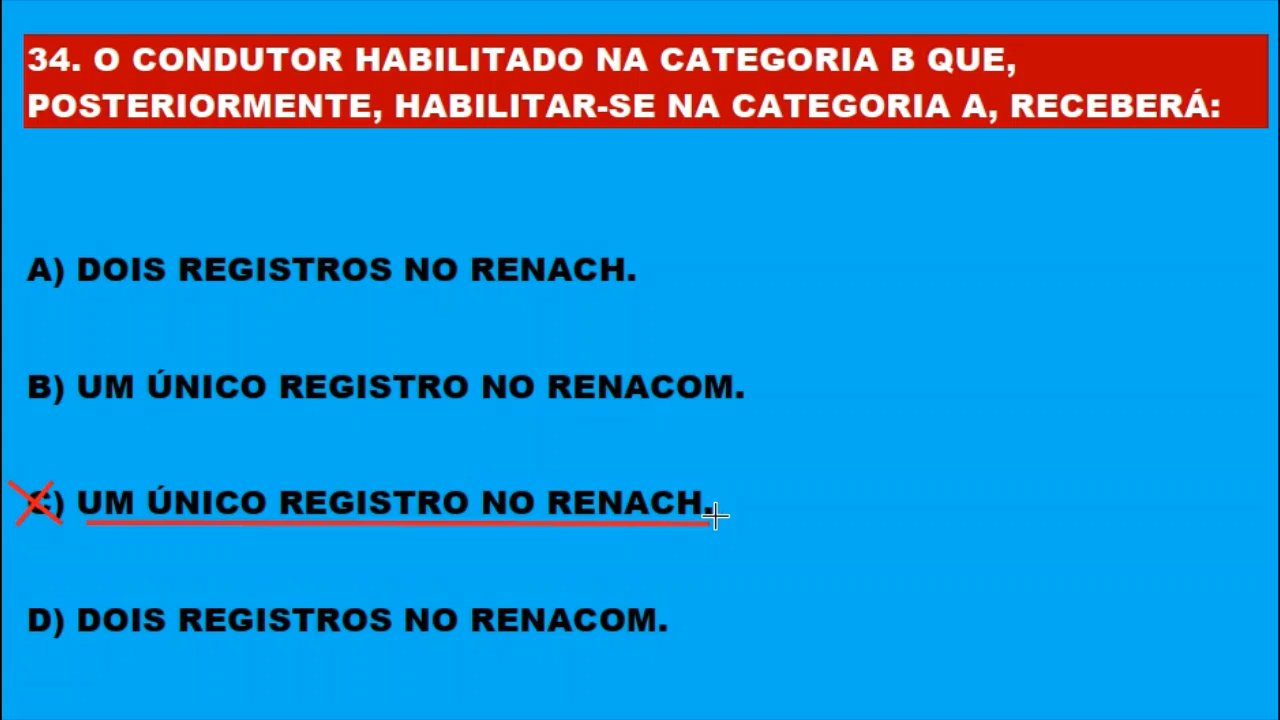 34. O CONDUTOR HABILITADO NA CATEGORIA B QUE,
POSTERIORMENTE, HABILITAR-SE NA CATEGORIA A, RECEBERÁ:
A) DOIS REGISTROS NO RENACH.
B) UM ÚNICO REGISTRO NO RENACOM.
C) UM ÚNICO REGISTRO NO RENACH.
D) DOIS REGISTROS NO RENACOM.